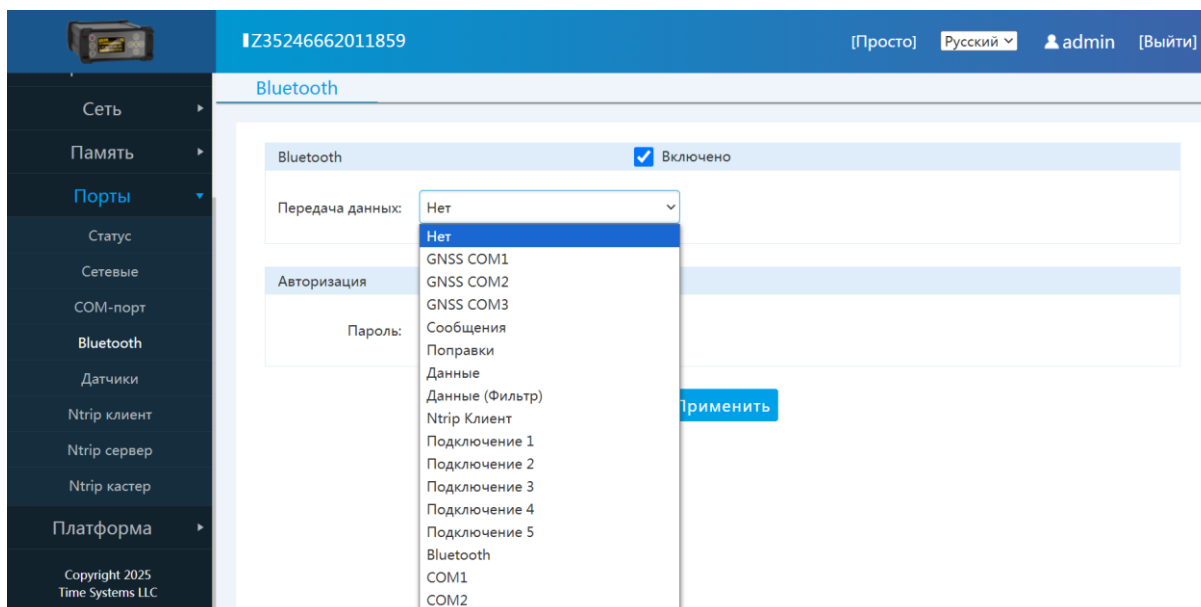 Z35246662011859
[Просто] Русский admin [Выйти]
Bluetooth
Сеть
Память
Порты
Статус
Сетевые
COM-порт
Bluetooth
Датчики
Ntrip клиент
Ntrip сервер
Ntrip кастер
Платформа
Copyright 2025
Time Systems LLC
Bluetooth Включено
Передача данных: Нет
Нет
GNSS COM1
GNSS COM2
GNSS COM3
Сообщения
Поправки
Данные
Данные (Фильтр)
Ntrip Клиент
Подключение 1
Подключение 2
Подключение 3
Подключение 4
Подключение 5
Bluetooth
COM1
COM2
Авторизация
Пароль:
Применить